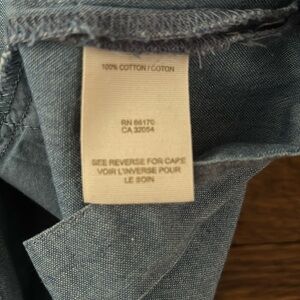 100% COTTON / COTON
RN 66170
CA 32054
SEE REVERSE FOR CARE
VOIR L'INVERSE POUR
LE SOIN